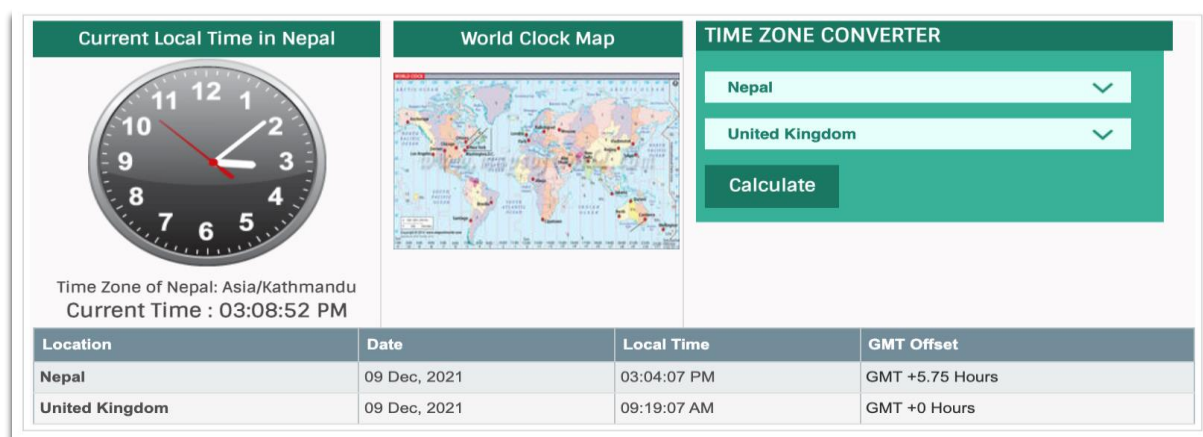 Current Local Time in Nepal
World Clock Map
TIME ZONE CONVERTER
12
11
1
10
2
9
3
8
4
7
5
6
Nepal
United Kingdom
Calculate
WORLD CLOCK
Time Zone of Nepal: Asia/Kathmandu
Current Time : 03:08:52 PM
Location Date Local Time GMT Offset
Nepal 09 Dec, 2021 03:04:07 PM GMT +5.75 Hours
United Kingdom 09 Dec, 2021 09:19:07 AM GMT +0 Hours